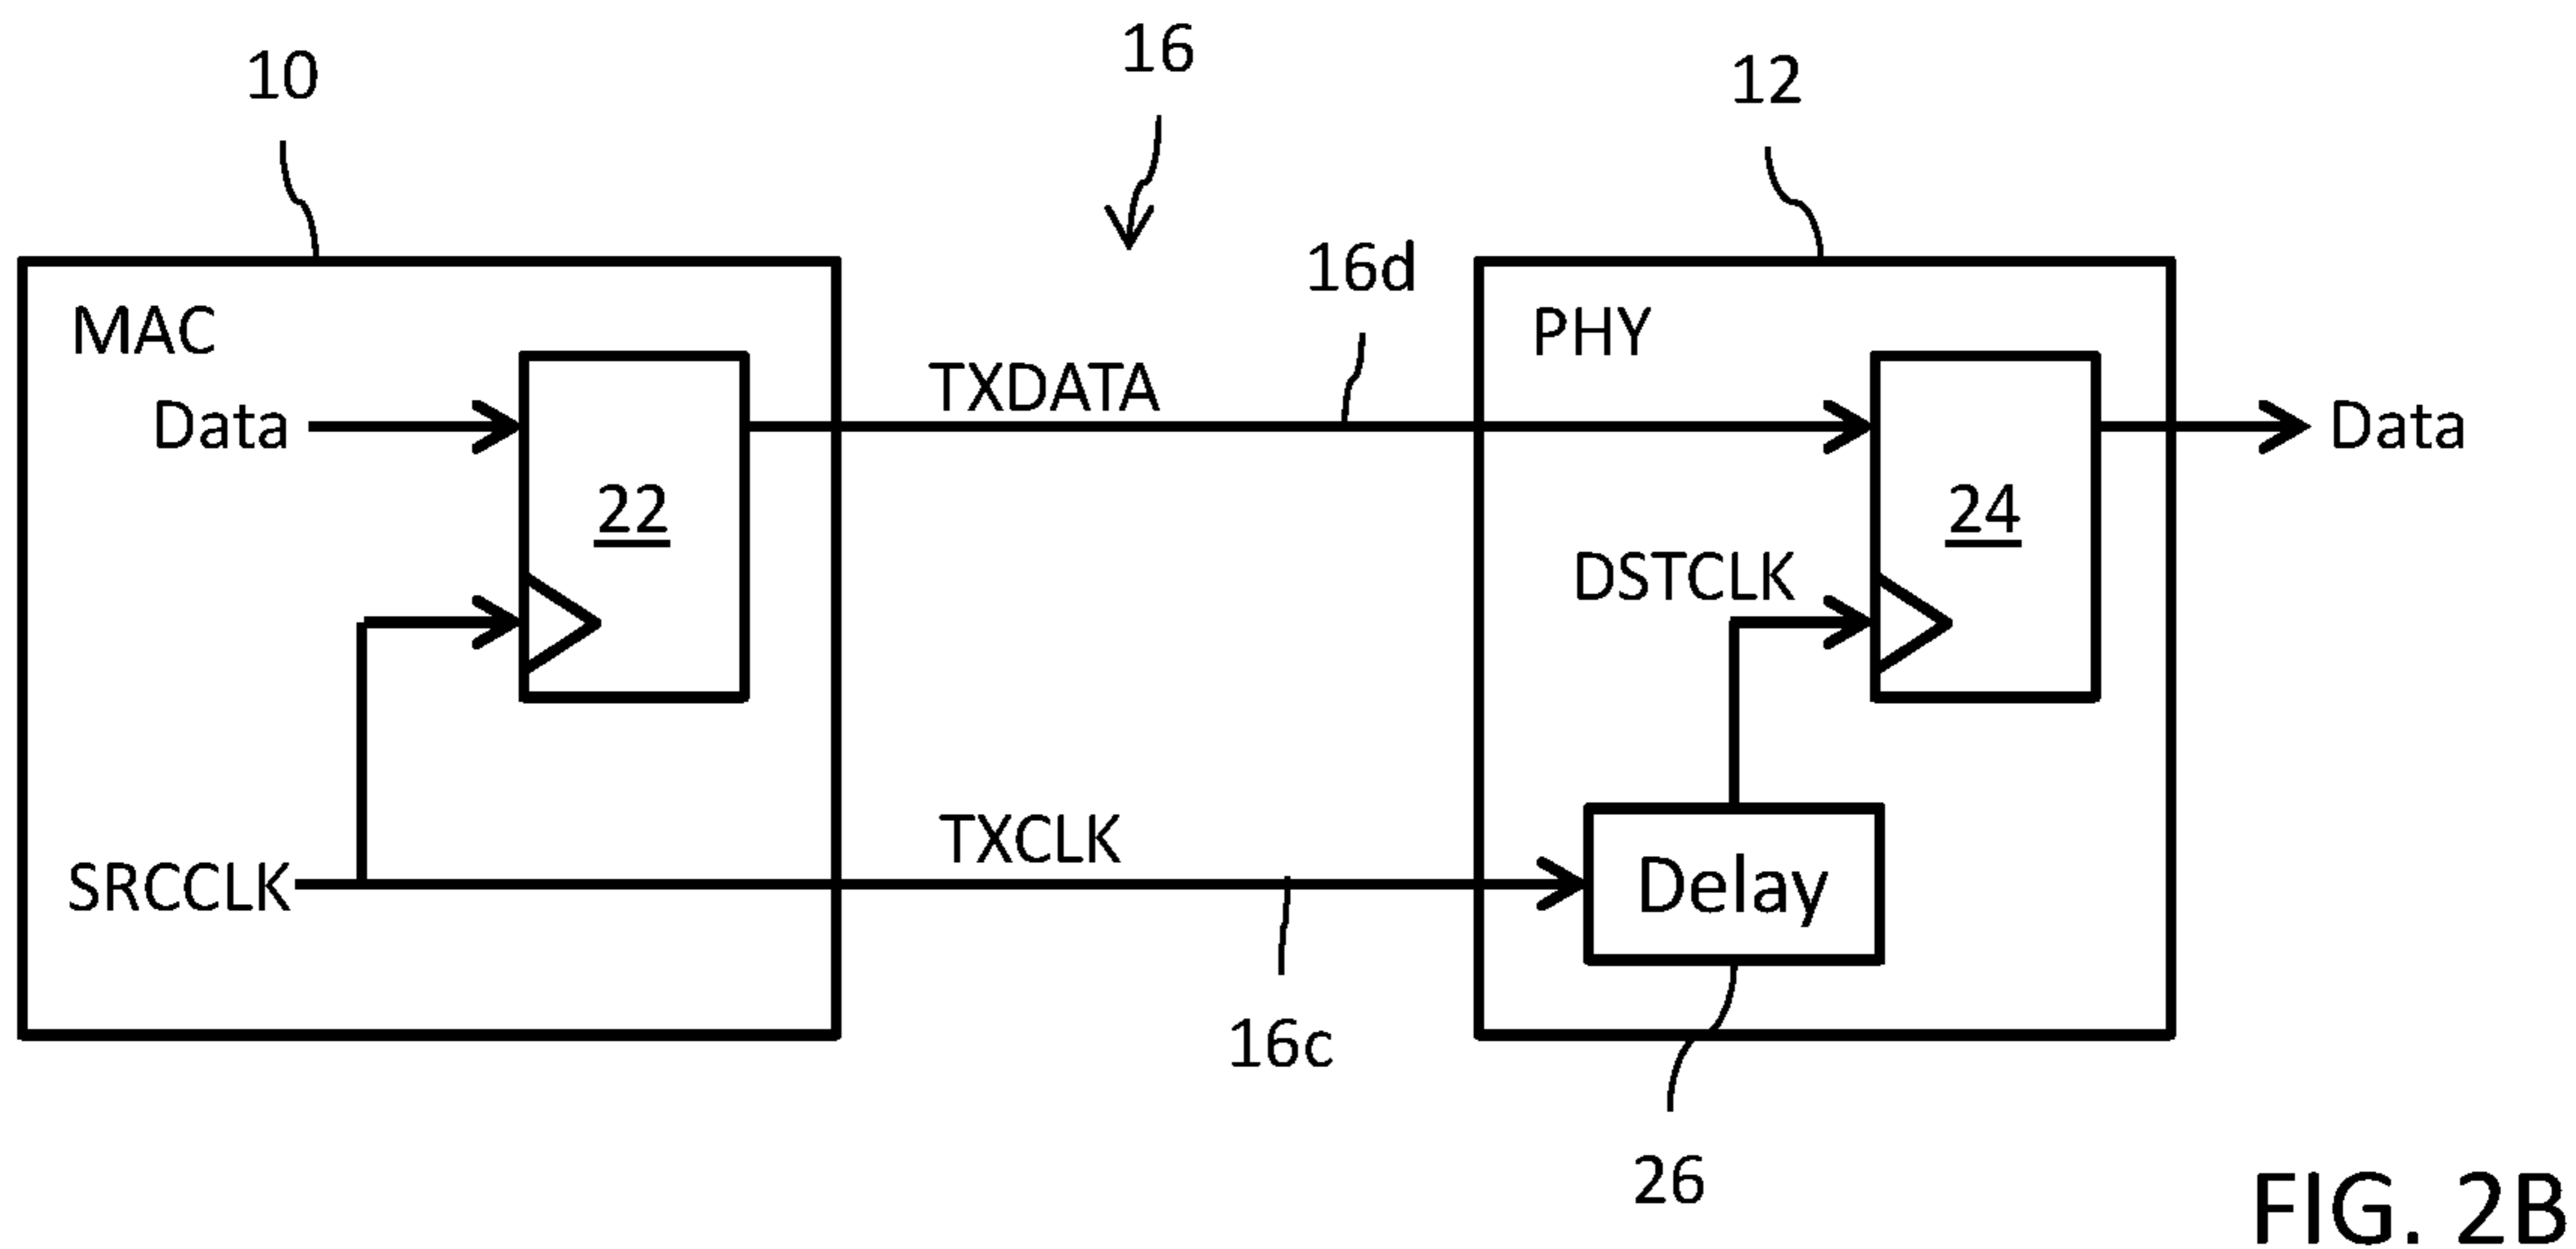 10
16
12
16d
MAC
PHY
Data
TXDATA
Data
22
24
DSTCLK
SRCCLK
TXCLK
Delay
16c
26
FIG. 2B